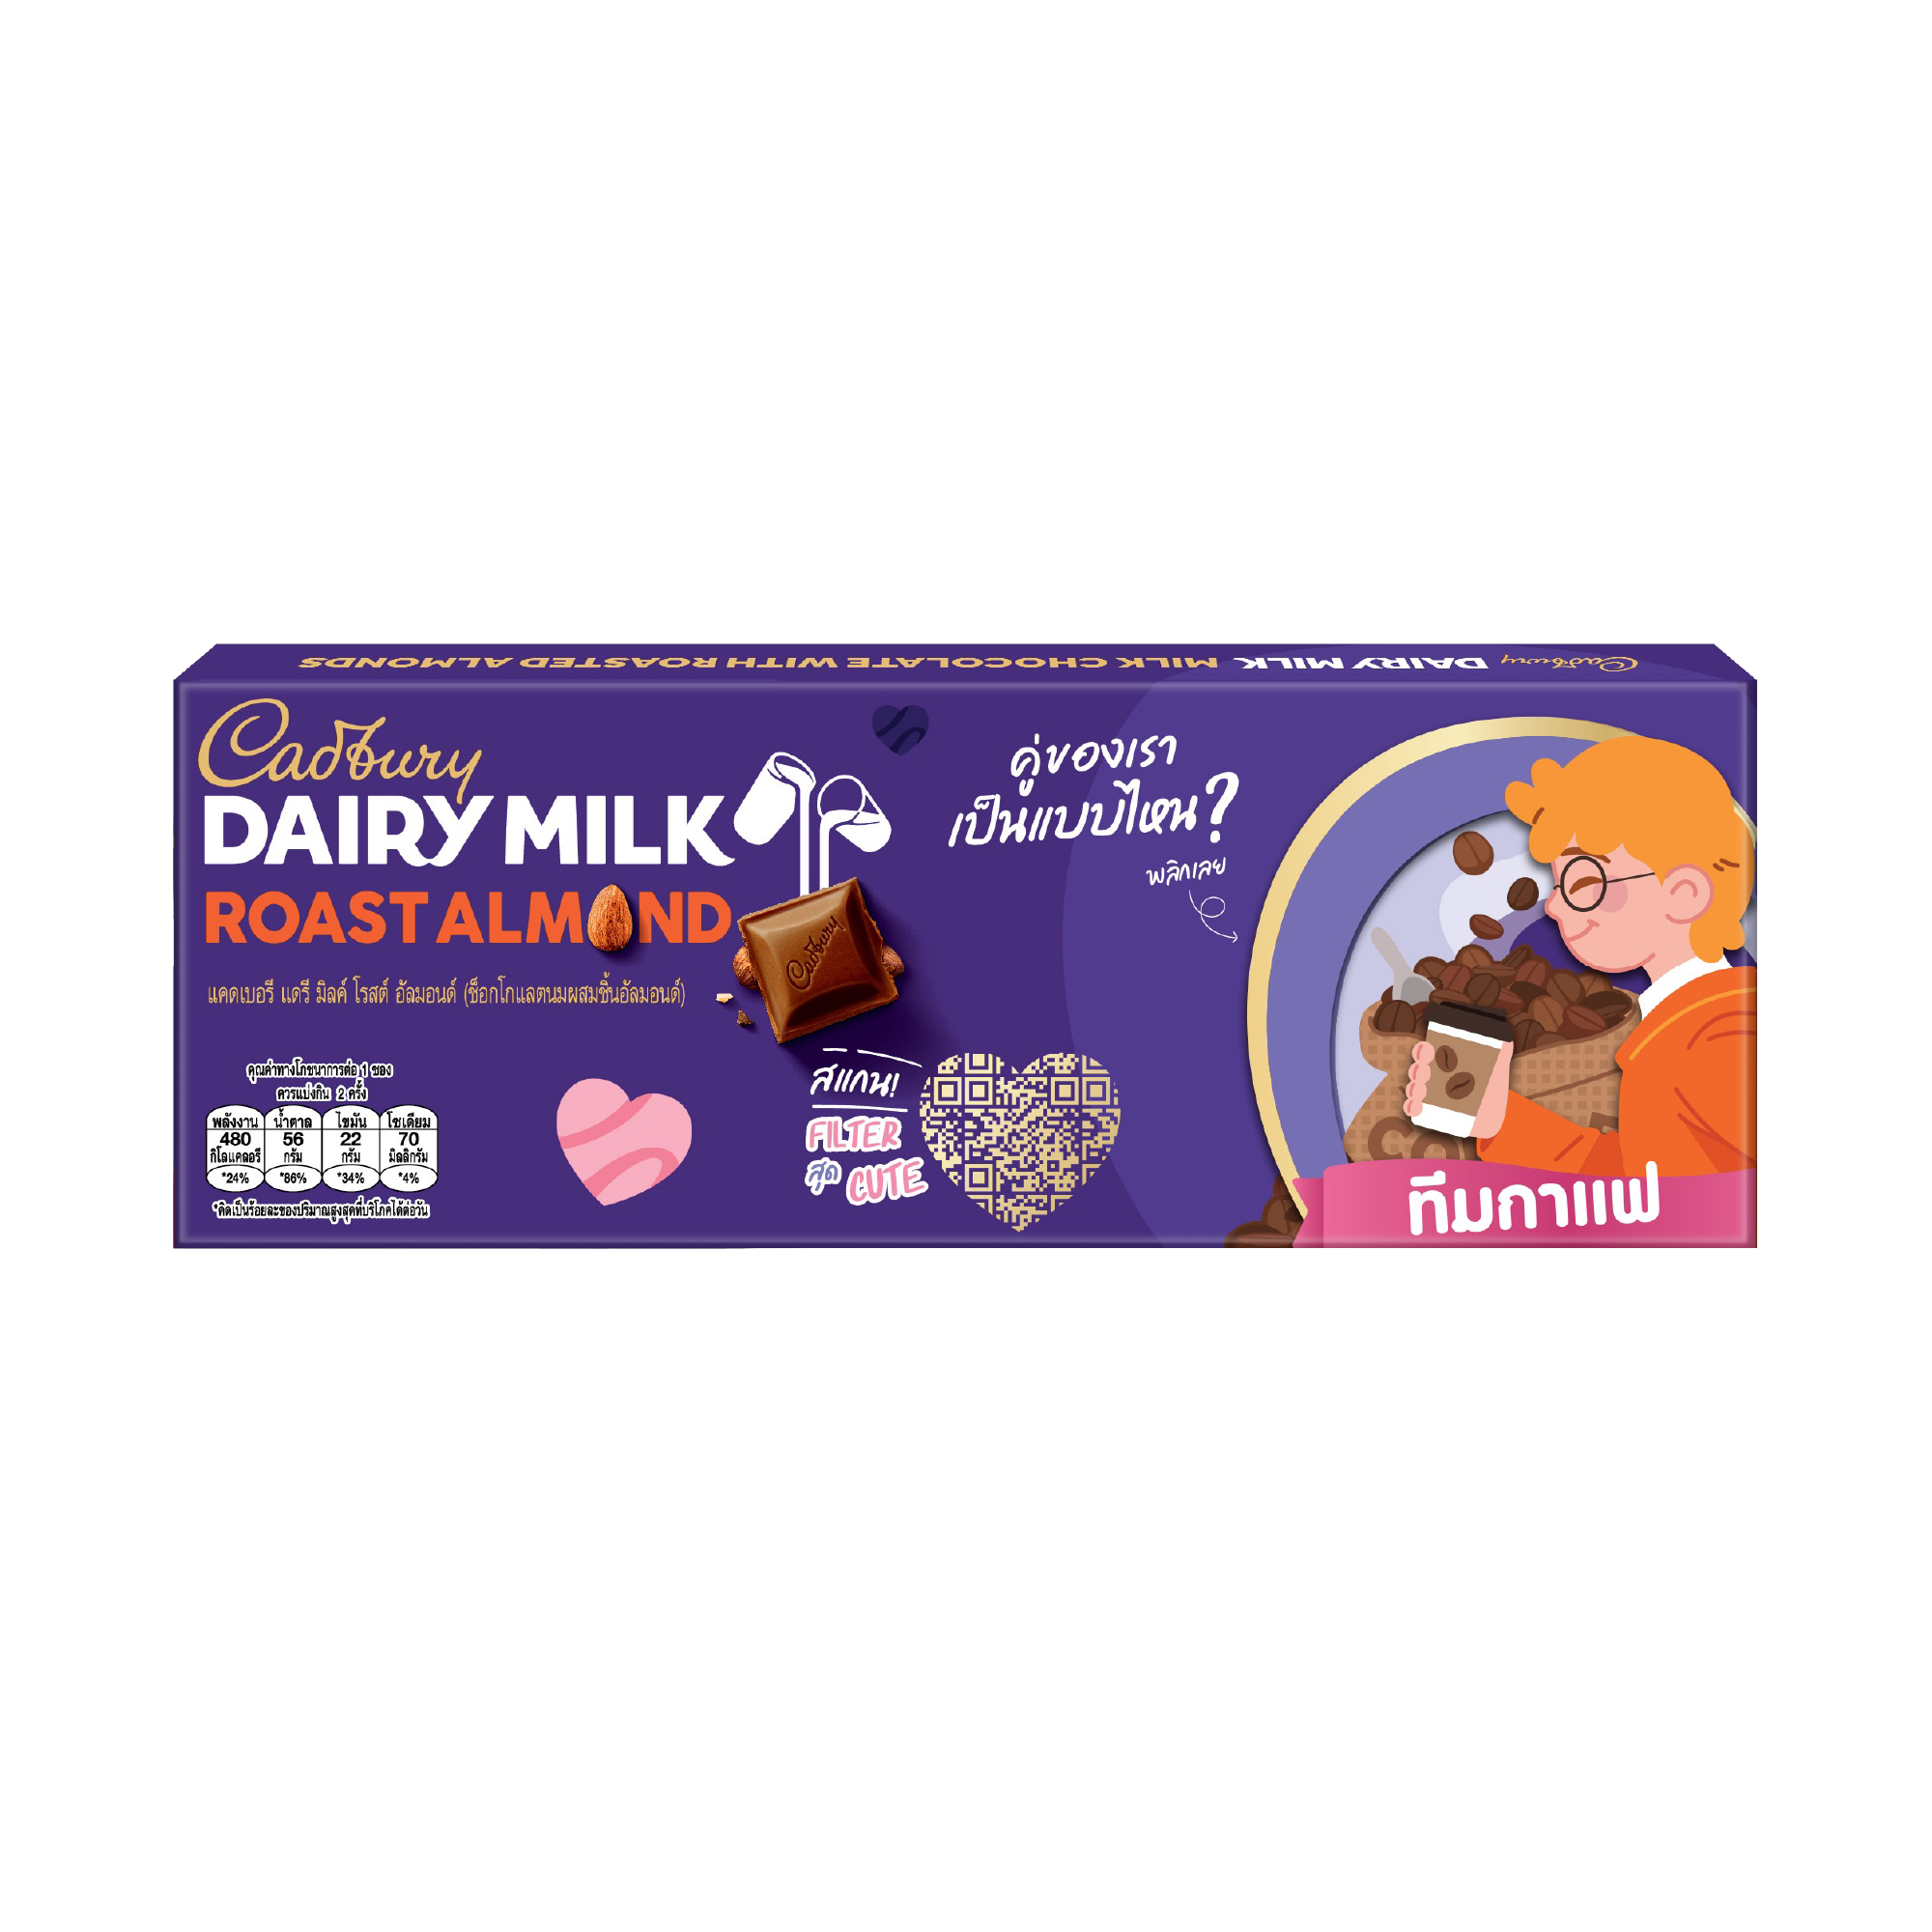 Cadbury DAIRY MILK MILK CHOCOLATE WITH ROASTED ALMONDS
Cadbury
DAIRY MILK
ROAST ALMOND
แคดเบอรี แดรี มิลค์ โรสต์ อัลมอนด์ (ช็อกโกแลตนมผสมชิ้นอัลมอนด์)
Cadbury
คุณค่าทางโภชนาการต่อ 1 ซอง
ควรแบ่งกิน 2 ครั้ง
พลังงาน น้ำตาล ไขมัน โซเดียม
480 56 22 70
กิโลแคลอรี กรัม กรัม มิลลิกรัม
*24% *86% *34% *4%
*คิดเป็นร้อยละของปริมาณสูงสุดที่บริโภคได้ต่อวัน
สแกน!
FILTER
สุด CUTE
คู่ของเรา
เป็นแบบไหน?
พลิกเลย
ทีมกาแฟ